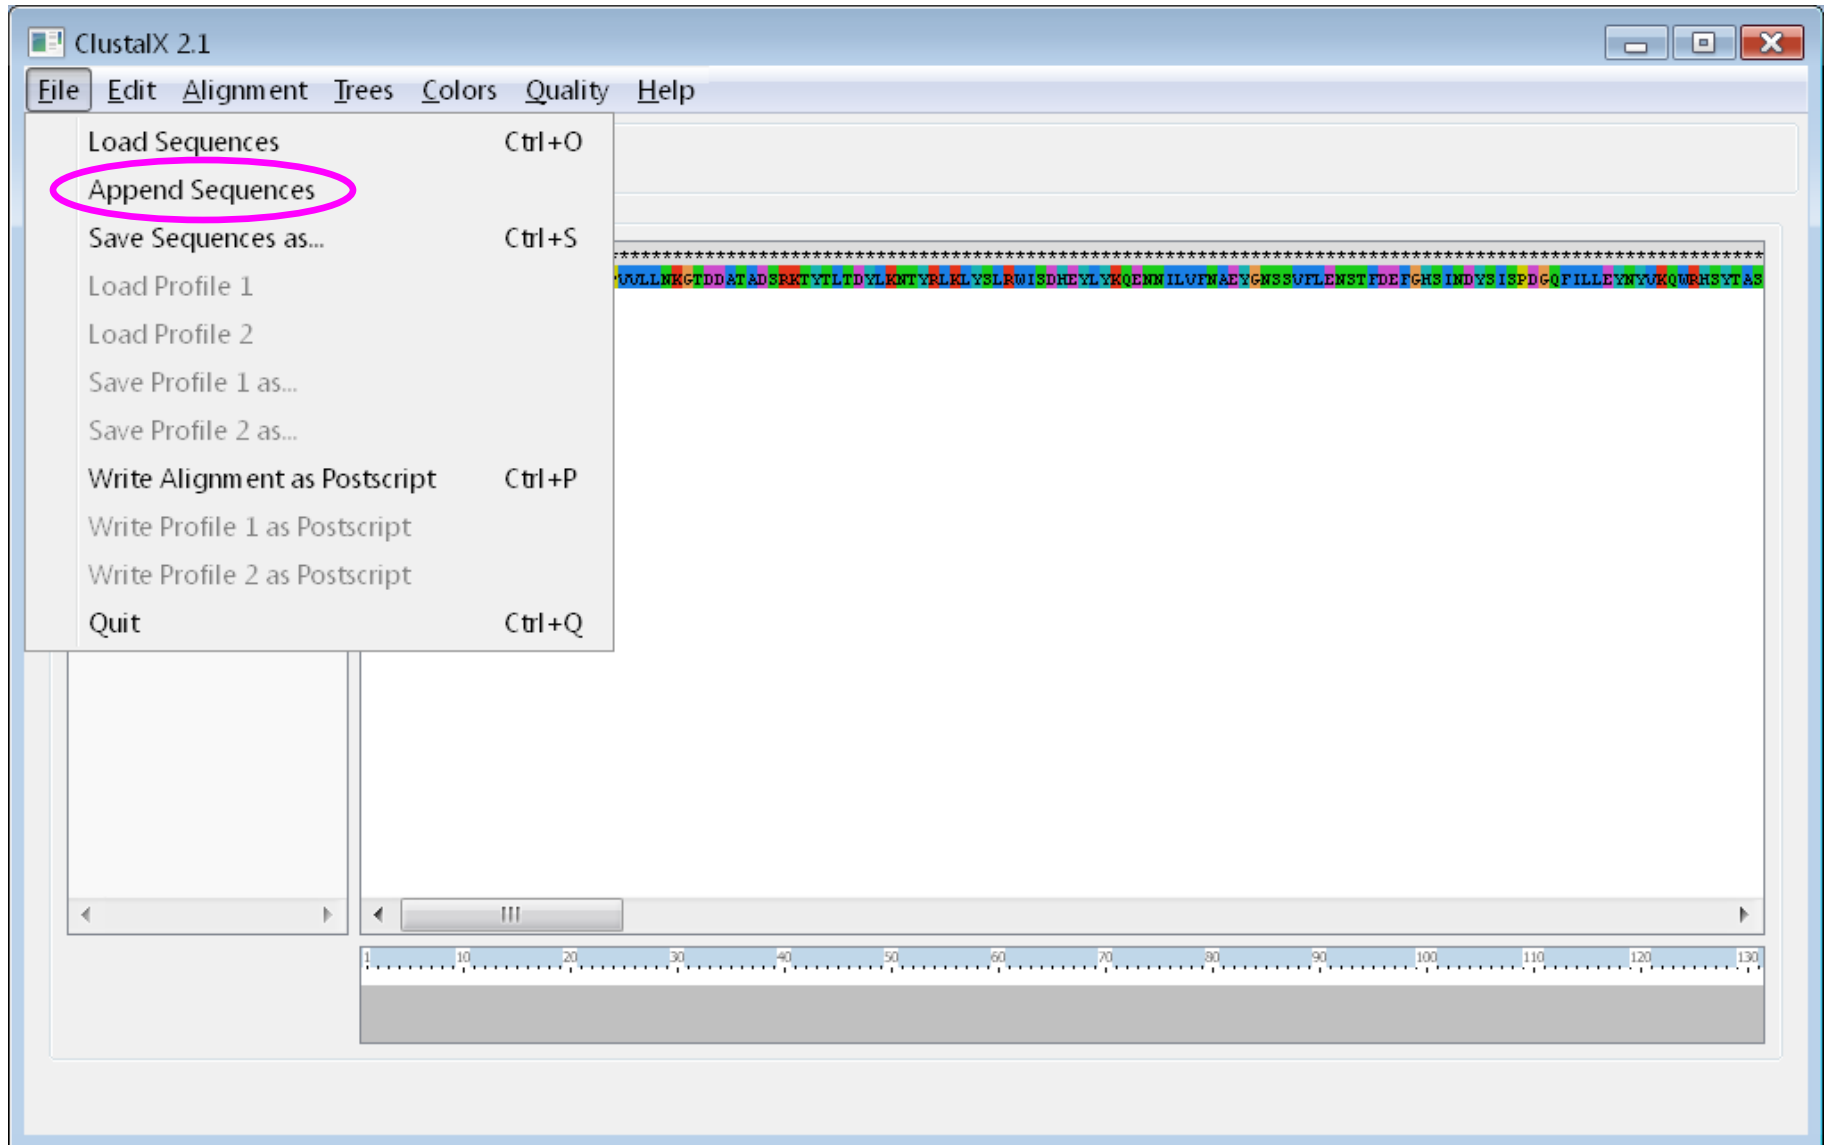 ClustalX 2.1
File Edit Alignment Trees Colors Quality Help
Load Sequences Ctrl+O
Append Sequences
Save Sequences as... Ctrl+S
Load Profile 1
Load Profile 2
Save Profile 1 as...
Save Profile 2 as...
Write Alignment as Postscript Ctrl+P
Write Profile 1 as Postscript
Write Profile 2 as Postscript
Quit Ctrl+Q
VVLLNKGTDDATADSRKTYTLTDYLKNTYRLKLYSLRWISDHEYLYKQENNILVFNAEYGNSSVFLENSTFDEFGHSINDYSISPDGQFILLEYNYVKQWRHSYTAS
1 10 20 30 40 50 60 70 80 90 100 110 120 130